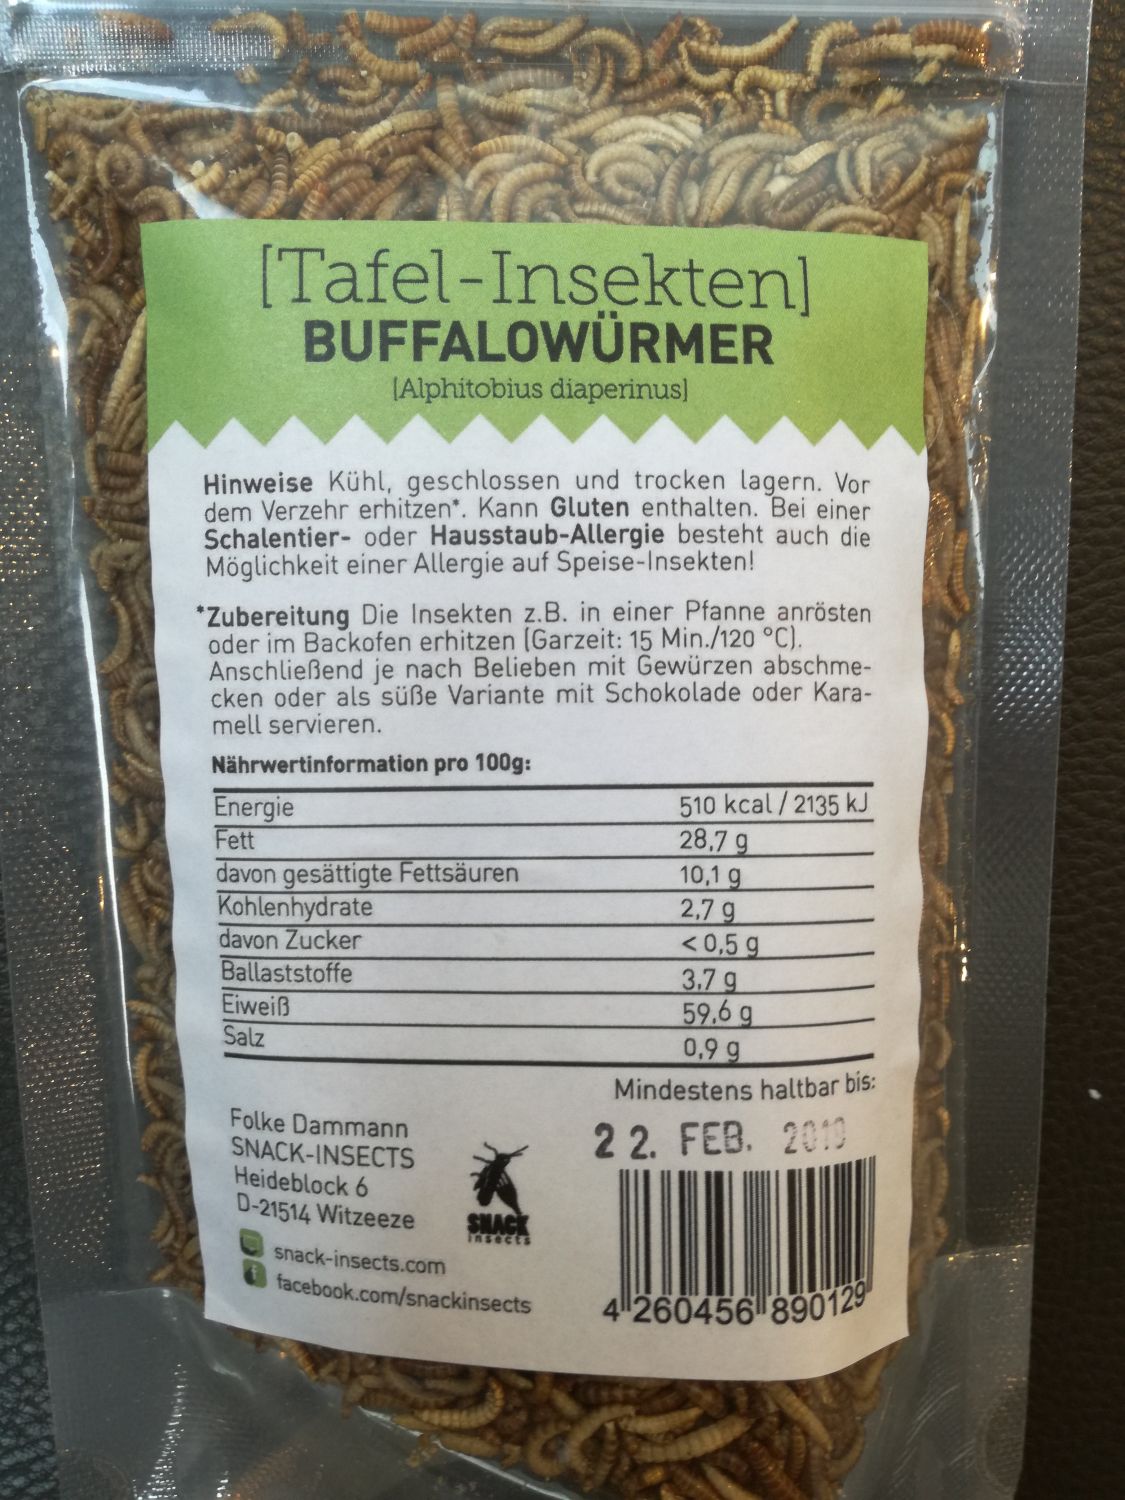 [Tafel-Insekten]
BUFFALOWÜRMER
[Alphitobius diaperinus]
Hinweise Kühl, geschlossen und trocken lagern. Vor
dem Verzehr erhitzen*. Kann Gluten enthalten. Bei einer
Schalentier- oder Hausstaub-Allergie besteht auch die
Möglichkeit einer Allergie auf Speise-Insekten!
*Zubereitung Die Insekten z.B. in einer Pfanne anrösten
oder im Backofen erhitzen (Garzeit: 15 Min./120 °C).
Anschließend je nach Belieben mit Gewürzen abschme-
cken oder als süße Variante mit Schokolade oder Kara-
mell servieren.
Nährwertinformation pro 100g:
Energie 510 kcal / 2135 kJ
Fett 28,7 g
davon gesättigte Fettsäuren 10,1 g
Kohlenhydrate 2,7 g
davon Zucker < 0,5 g
Ballaststoffe 3,7 g
Eiweiß 59,6 g
Salz 0,9 g
Mindestens haltbar bis:
22. FEB. 2019
Folke Dammann
SNACK-INSECTS
Heideblock 6
D-21514 Witzeeze
snack-insects.com
facebook.com/snackinsects
SNACK
insects
4 260456 890129